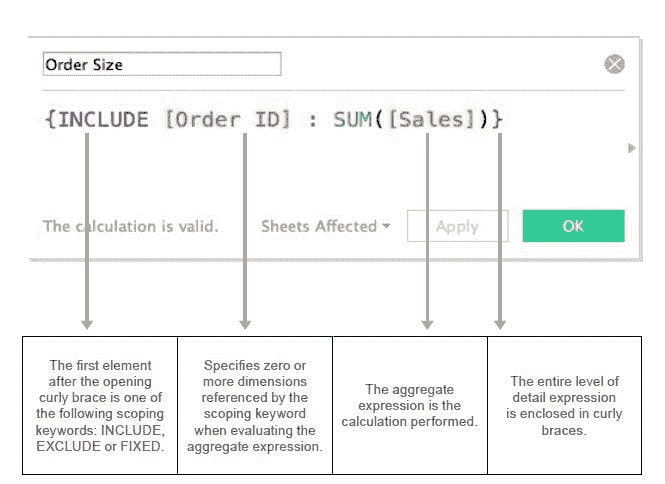 Order Size
{INCLUDE [Order ID] : SUM([Sales])}
The calculation is valid.
Sheets Affected
Apply
OK
The first element
after the opening
curly brace is one of
the following scoping
keywords: INCLUDE,
EXCLUDE or FIXED.
Specifies zero or
more dimensions
referenced by the
scoping keyword
when evaluating the
aggregate expression.
The aggregate
expression is the
calculation performed.
The entire level of
detail expression
is enclosed in curly
braces.